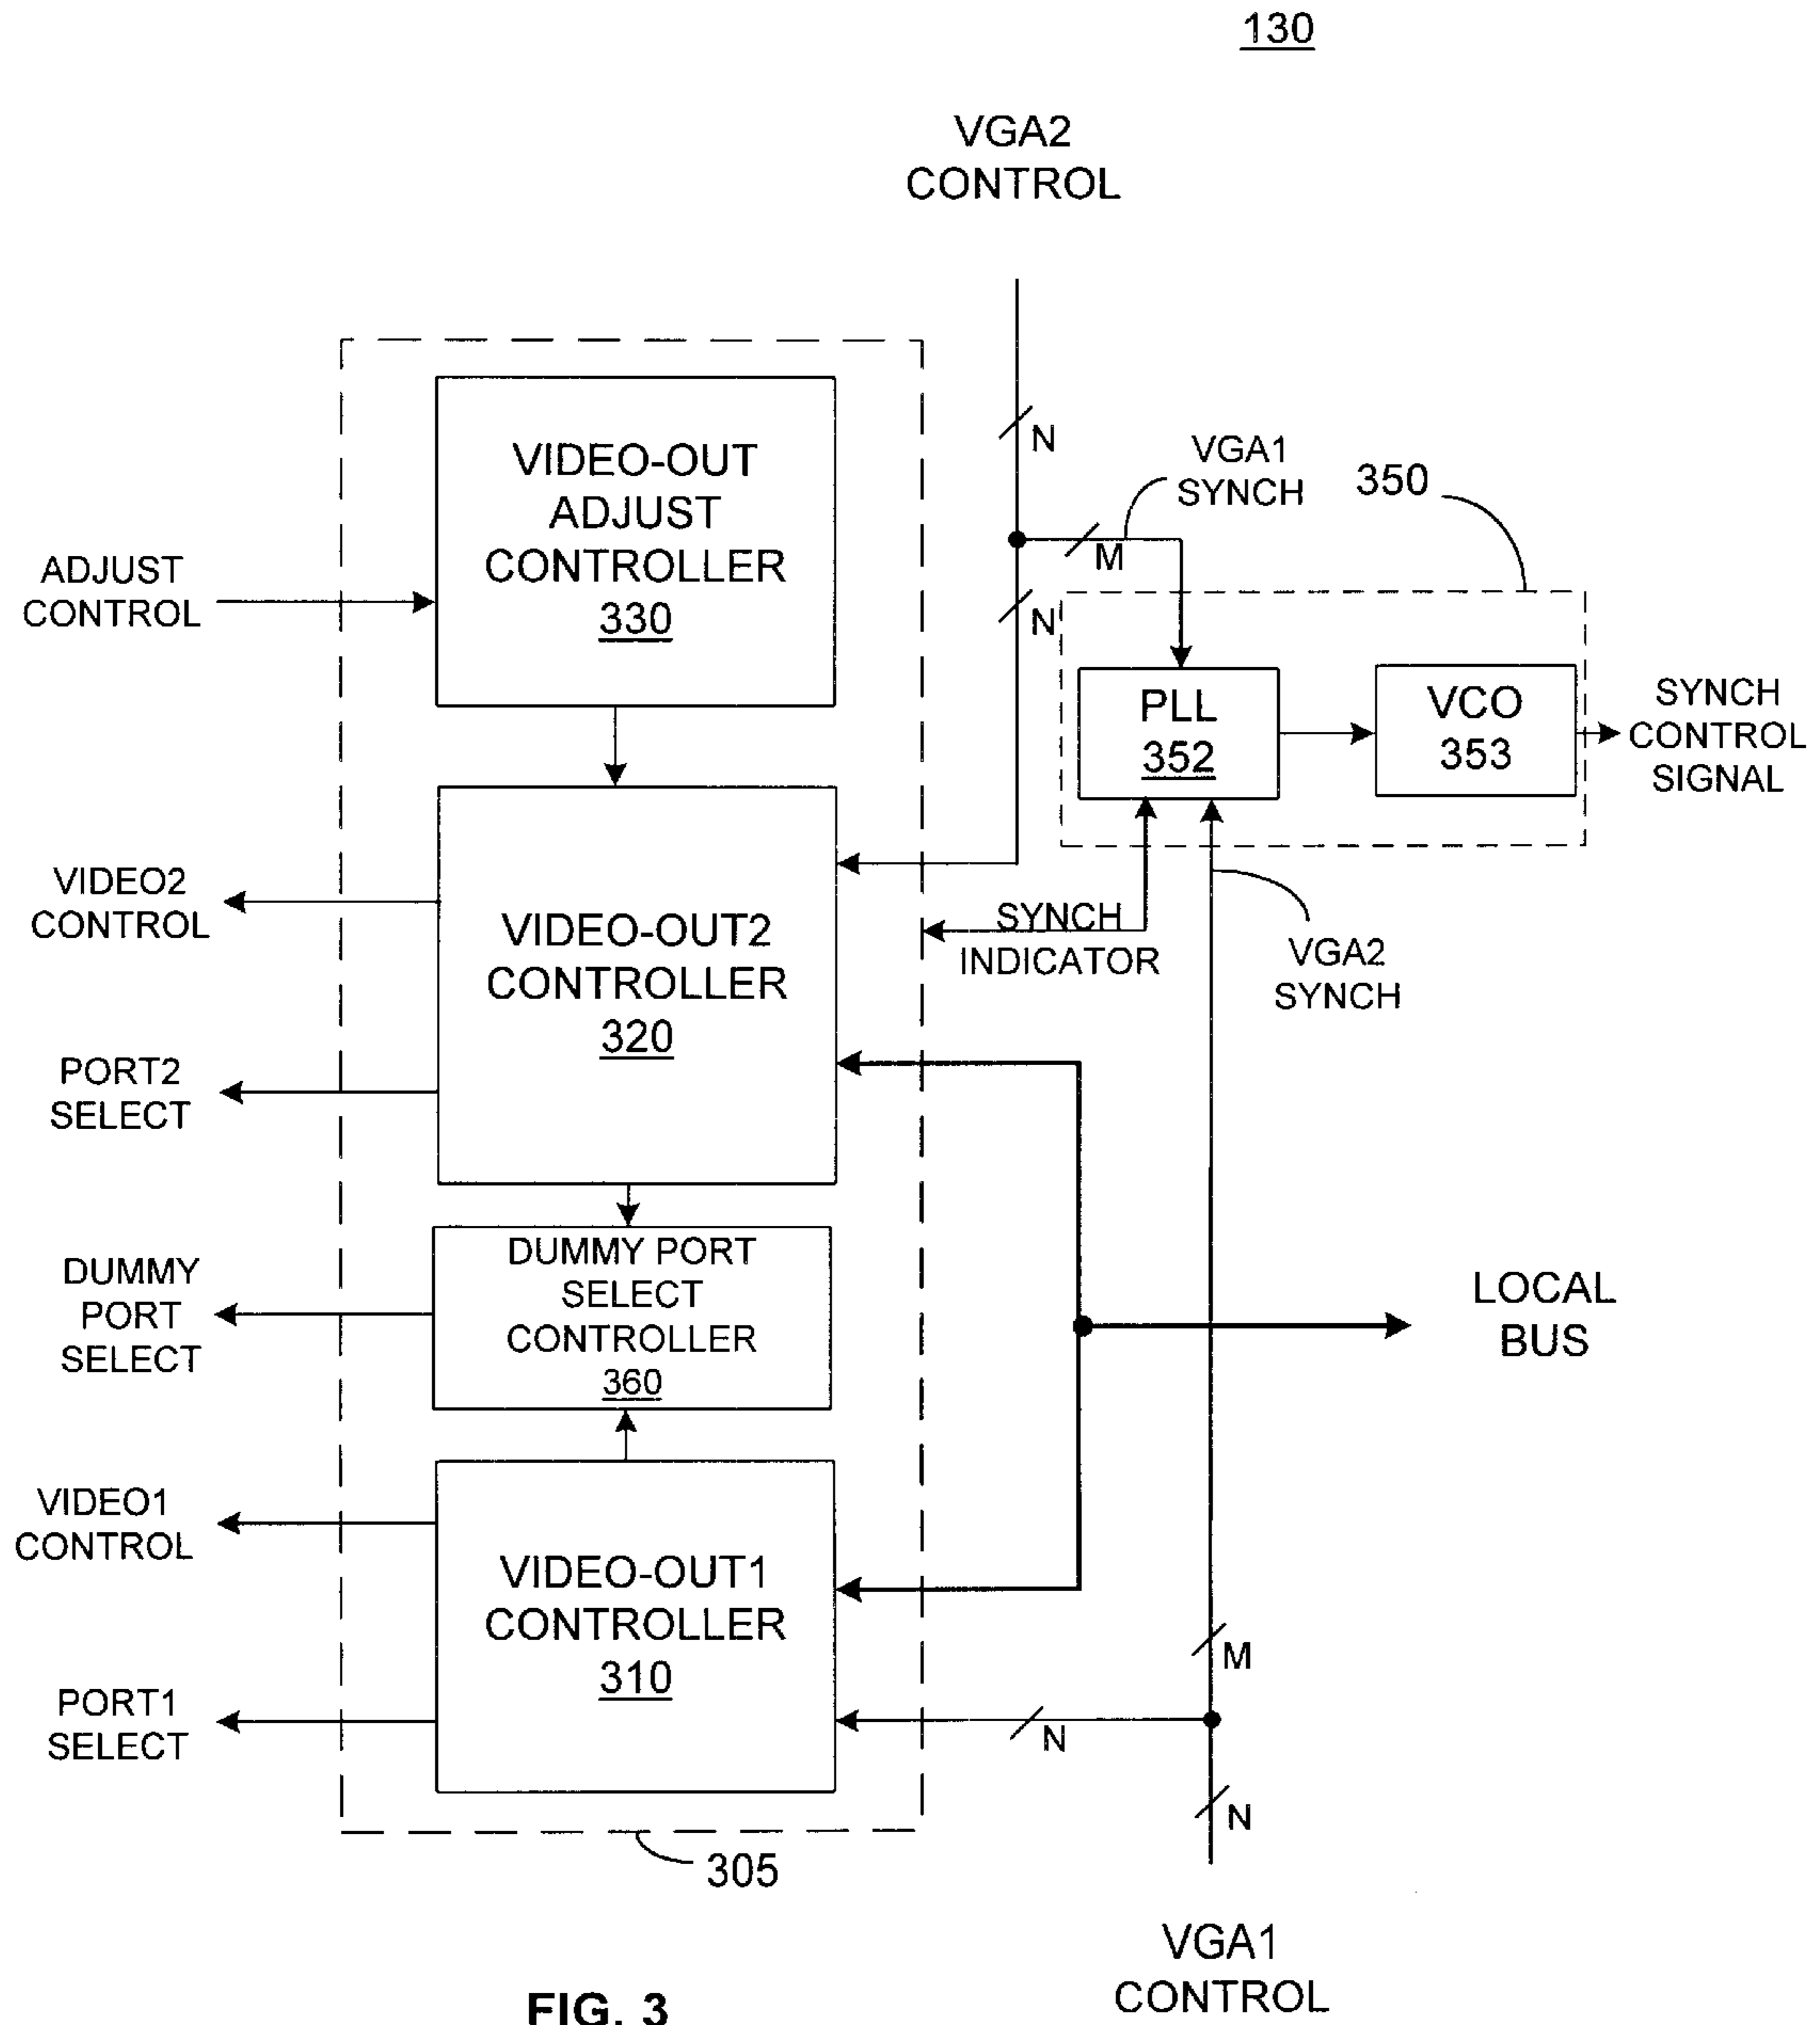 130
VGA2
CONTROL
N
VGA1
SYNCH
350
M
N
VIDEO-OUT
ADJUST
CONTROLLER
330
ADJUST
CONTROL
PLL
352
VCO
353
SYNCH
CONTROL
SIGNAL
VIDEO2
CONTROL
VIDEO-OUT2
CONTROLLER
320
SYNCH
INDICATOR
VGA2
SYNCH
PORT2
SELECT
DUMMY
PORT
SELECT
DUMMY PORT
SELECT
CONTROLLER
360
LOCAL
BUS
VIDEO1
CONTROL
VIDEO-OUT1
CONTROLLER
310
M
PORT1
SELECT
N
N
305
VGA1
CONTROL
FIG. 3